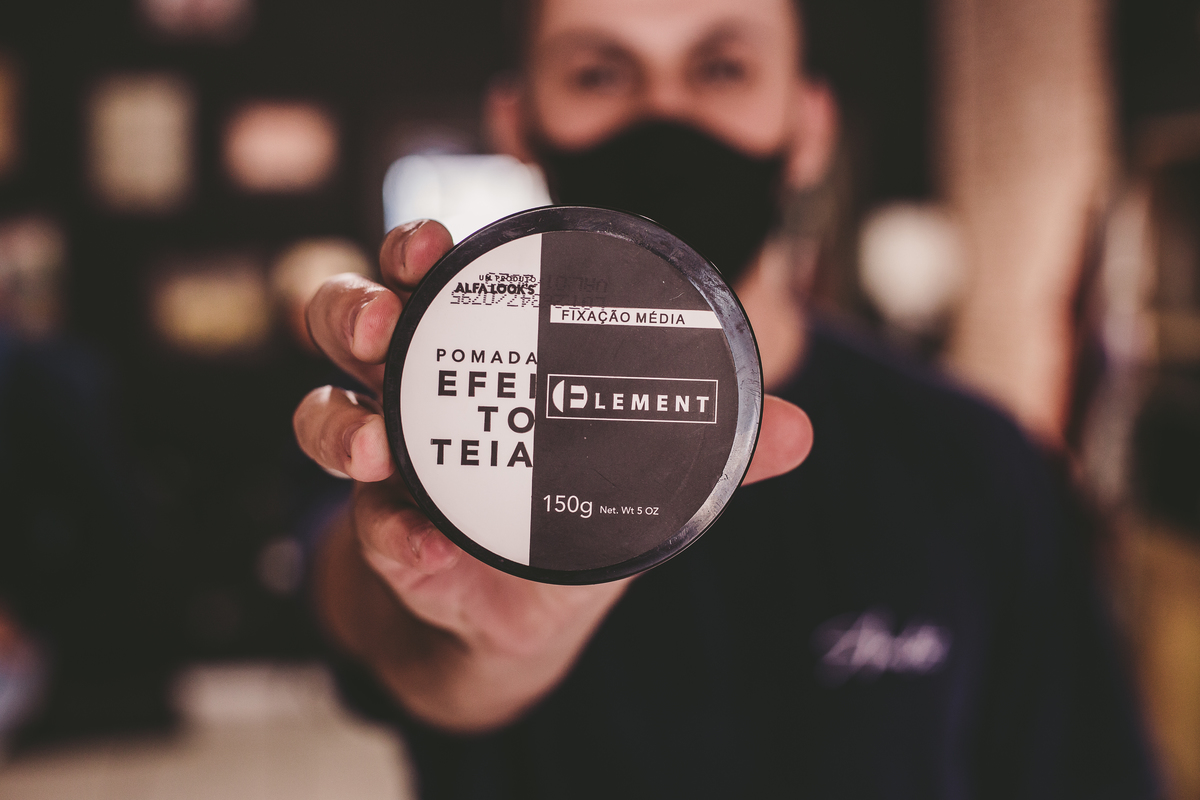 UM PRODUTO
ALFA LOOK'S
POMADA
EFEI
TO
TEIA
FIXAÇÃO MÉDIA
ELEMENT
150g Net. Wt 5 OZ